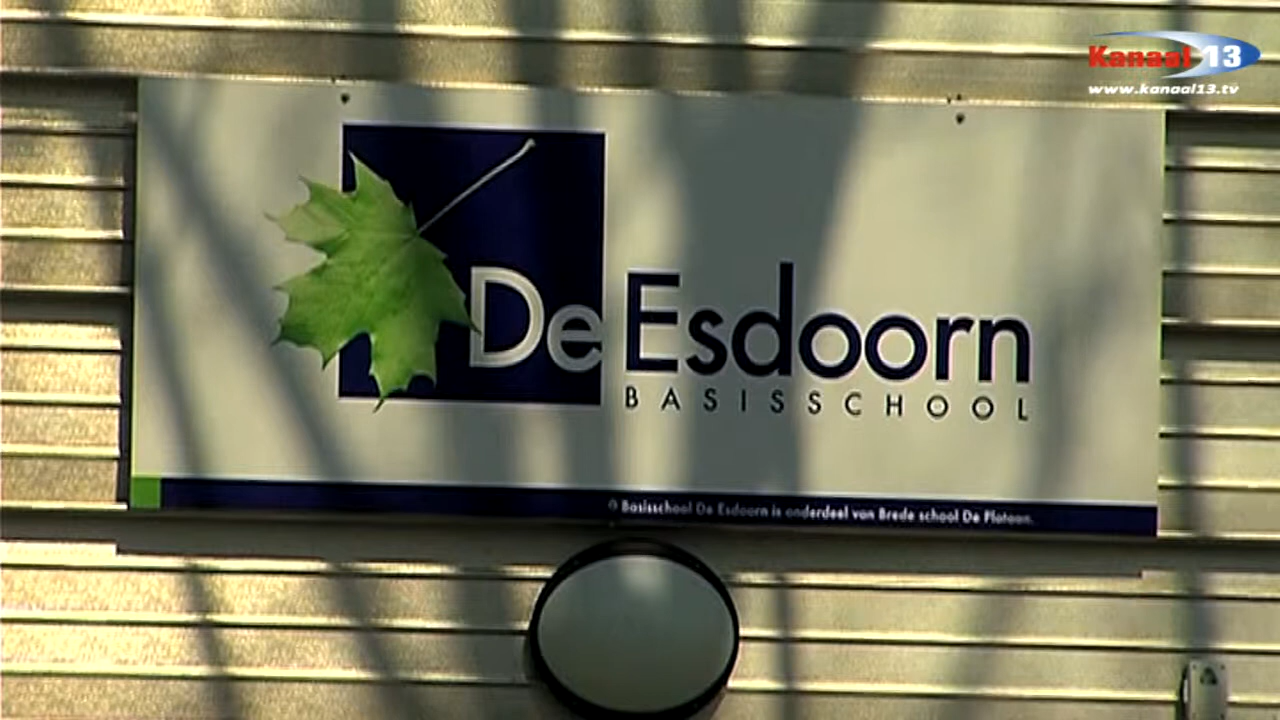 Kanaal 13
www.kanaal13.tv
De Esdoorn
BASISSCHOOL
© Basisschool De Esdoorn is onderdeel van Brede school De Plataan.